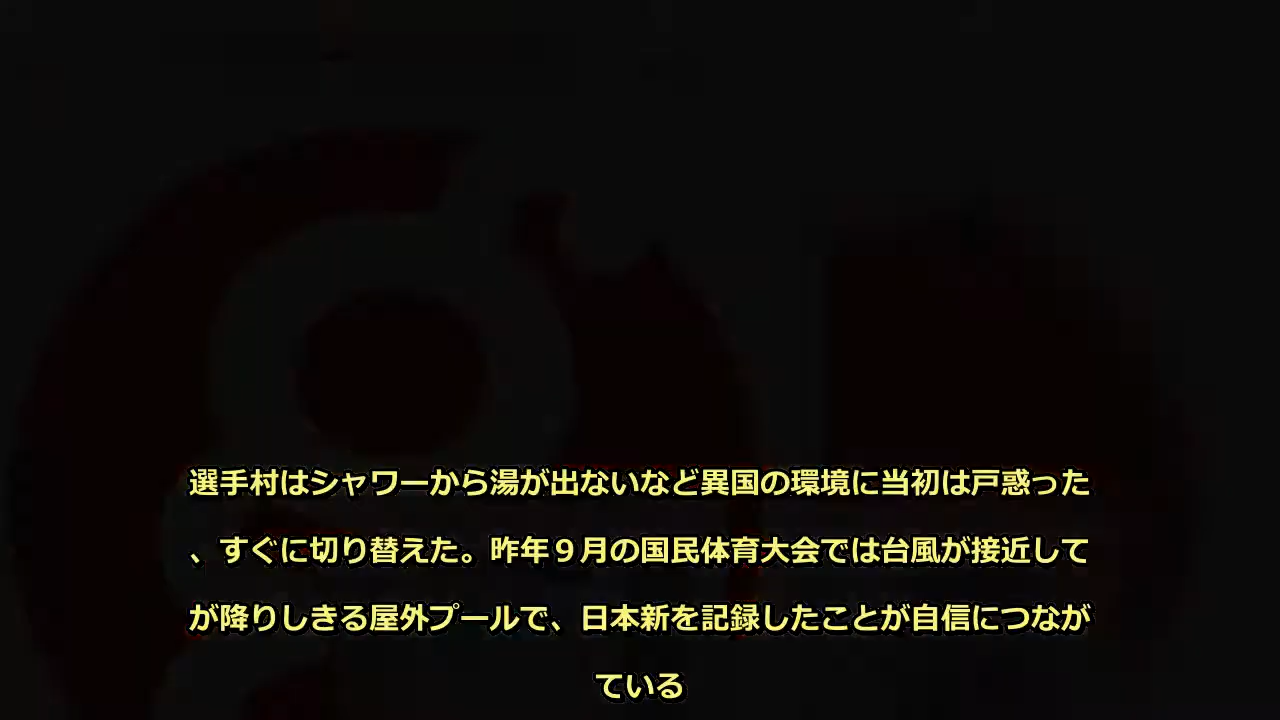 選手村はシャワーから湯が出ないなど異国の環境に当初は戸惑った
、すぐに切り替えた。昨年９月の国民体育大会では台風が接近して
が降りしきる屋外プールで、日本新を記録したことが自信につなが
ている